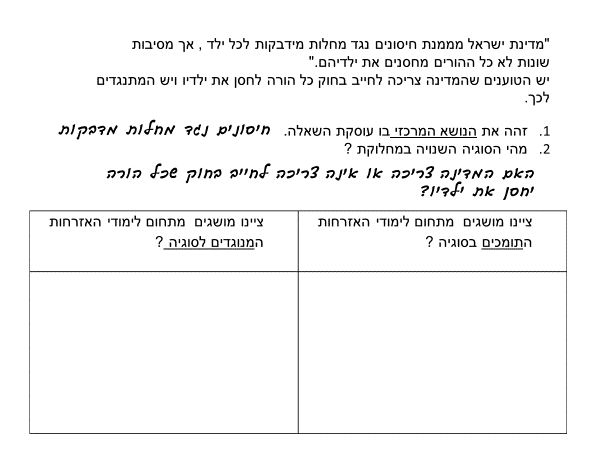 "מדינת ישראל מממנת חיסונים נגד מחלות מידבקות לכל ילד , אך מסיבות
שונות לא כל ההורים מחסנים את ילדיהם."
יש הטוענים שהמדינה צריכה לחייב בחוק כל הורה לחסן את ילדיו ויש המתנגדים
לכך.
1. זהה את הנושא המרכזי בו עוסקת השאלה. חיסונים נגד מחלות מדבקות
2. מהי הסוגיה השנויה במחלוקת ?
האם המדינה צריכה או אינה צריכה לחייב בחוק שכל הורה
יחסן את ילדיו?
ציינו מושגים מתחום לימודי האזרחות
התומכים בסוגיה ?
ציינו מושגים מתחום לימודי האזרחות
המנוגדים לסוגיה ?